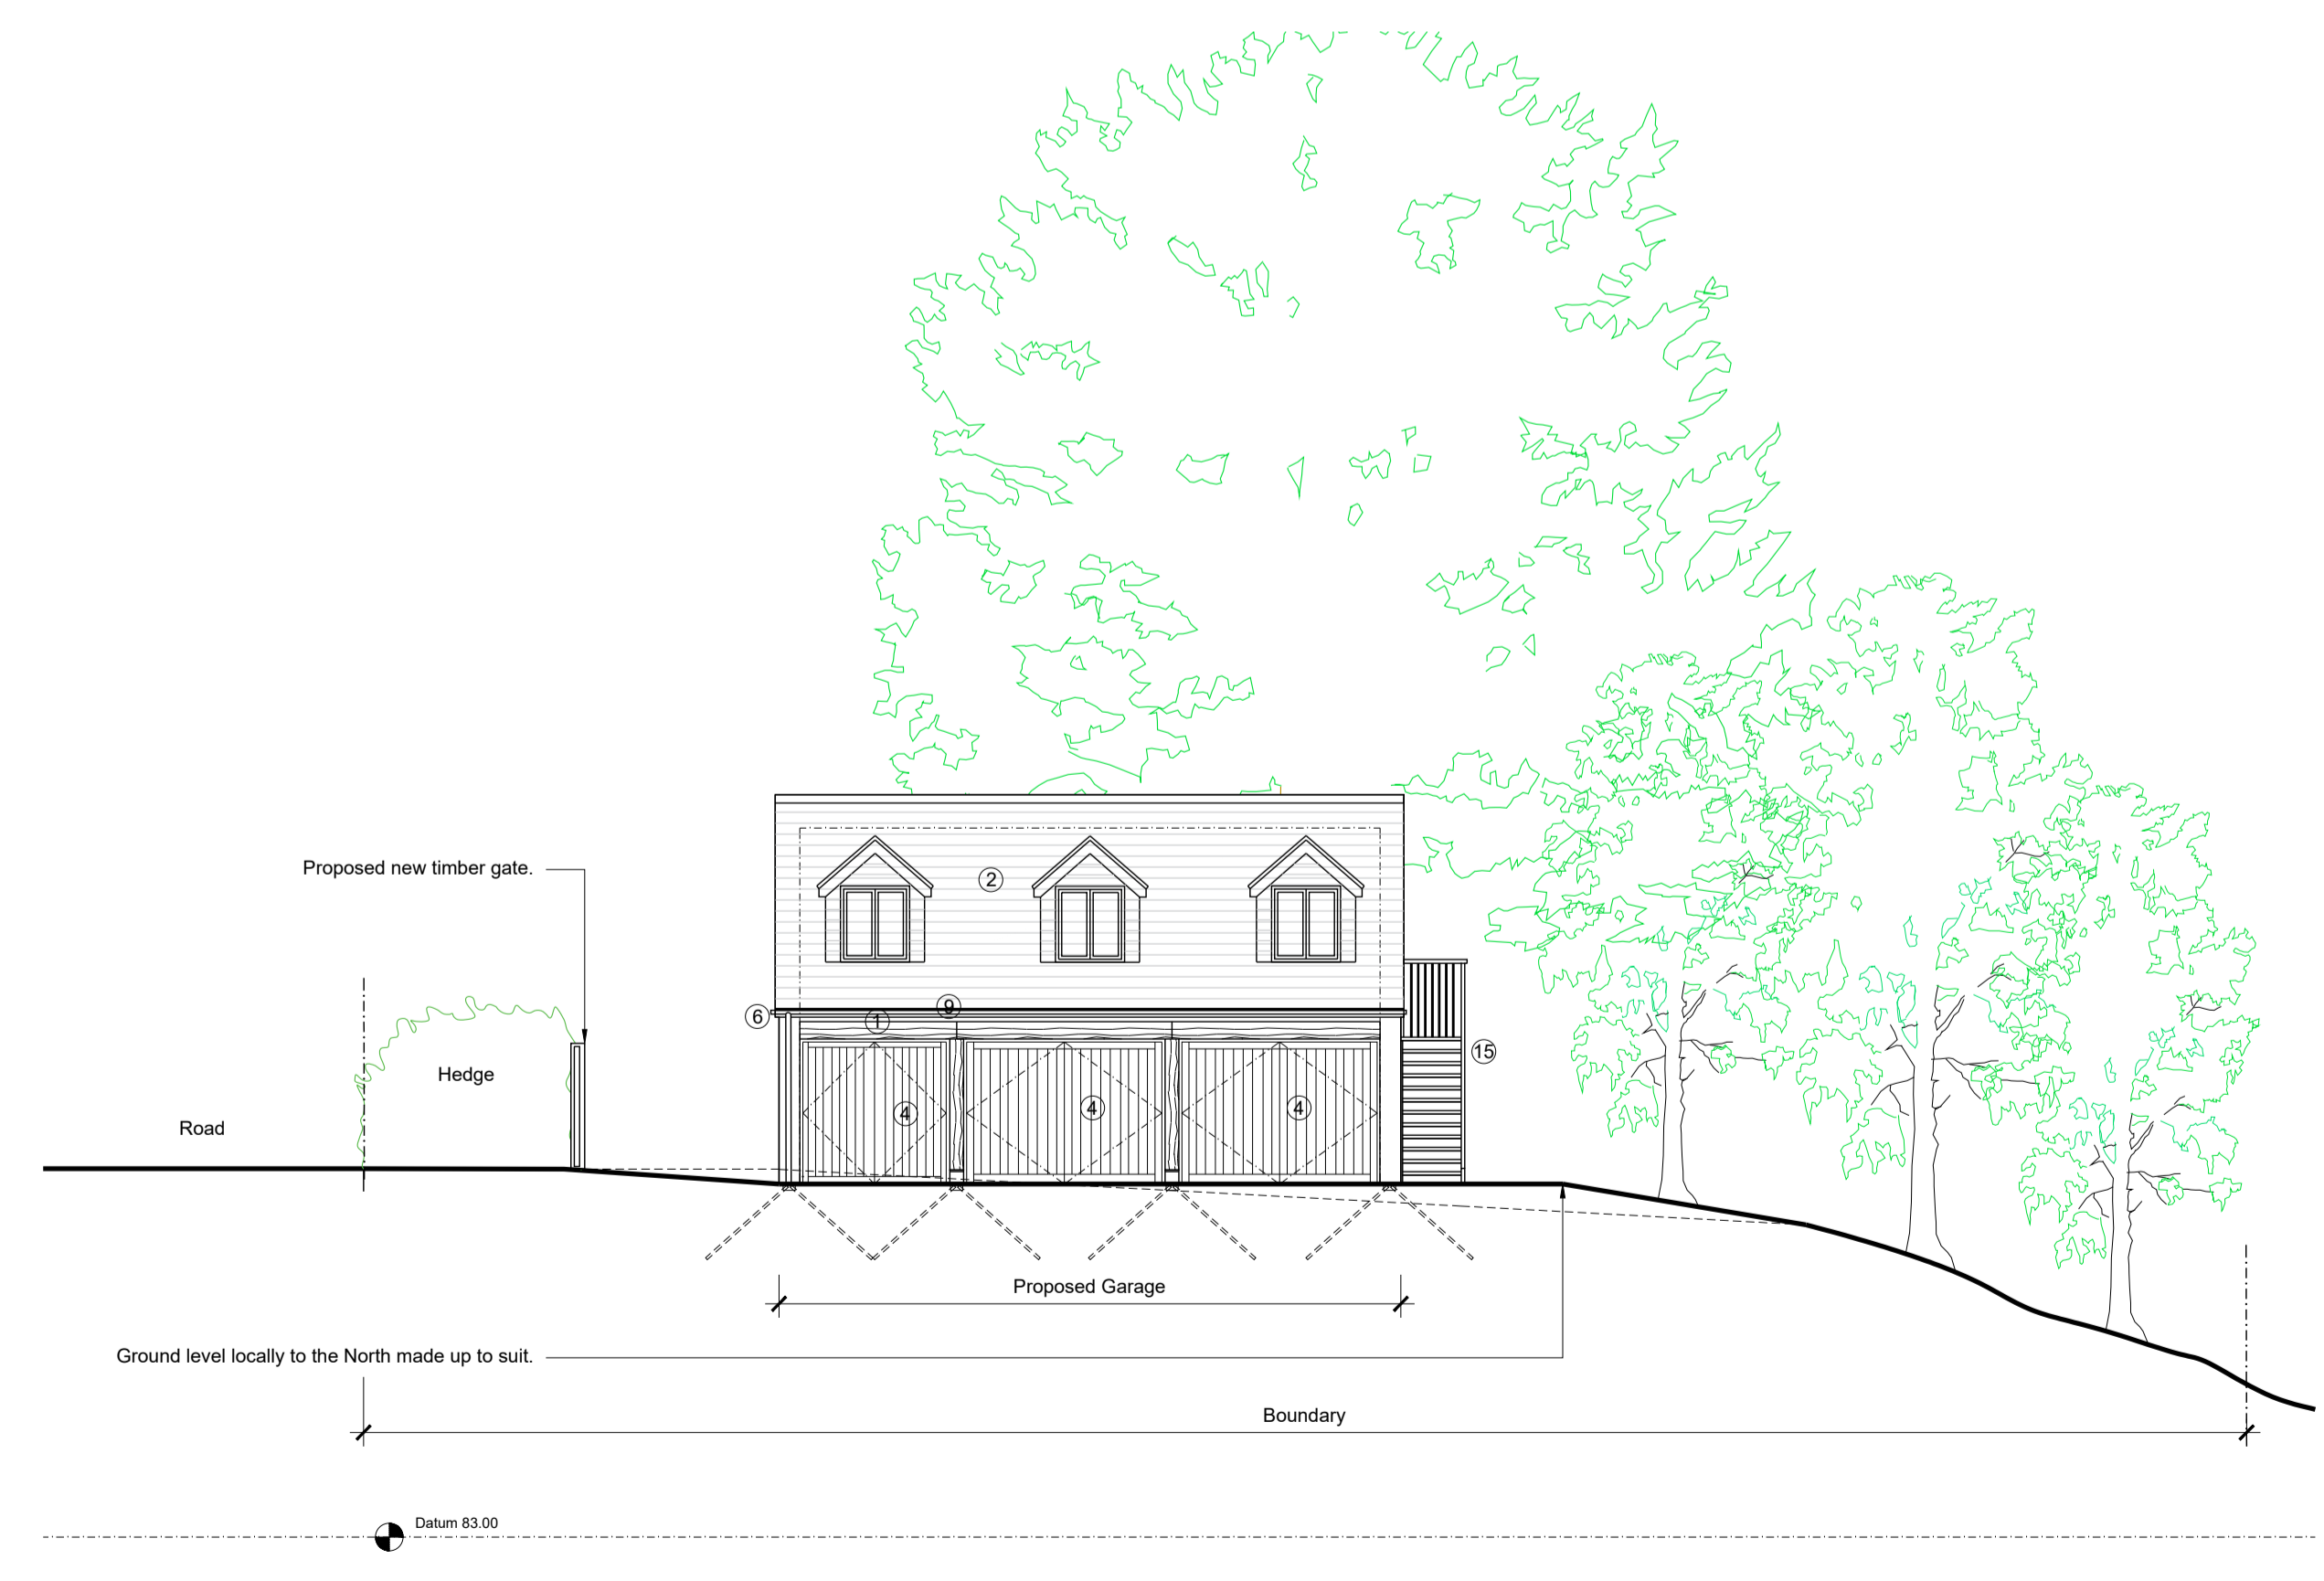 Proposed new timber gate.
2
6
9
1
15
Hedge
4
4
4
Road
Proposed Garage
Ground level locally to the North made up to suit.
Boundary
Datum 83.00